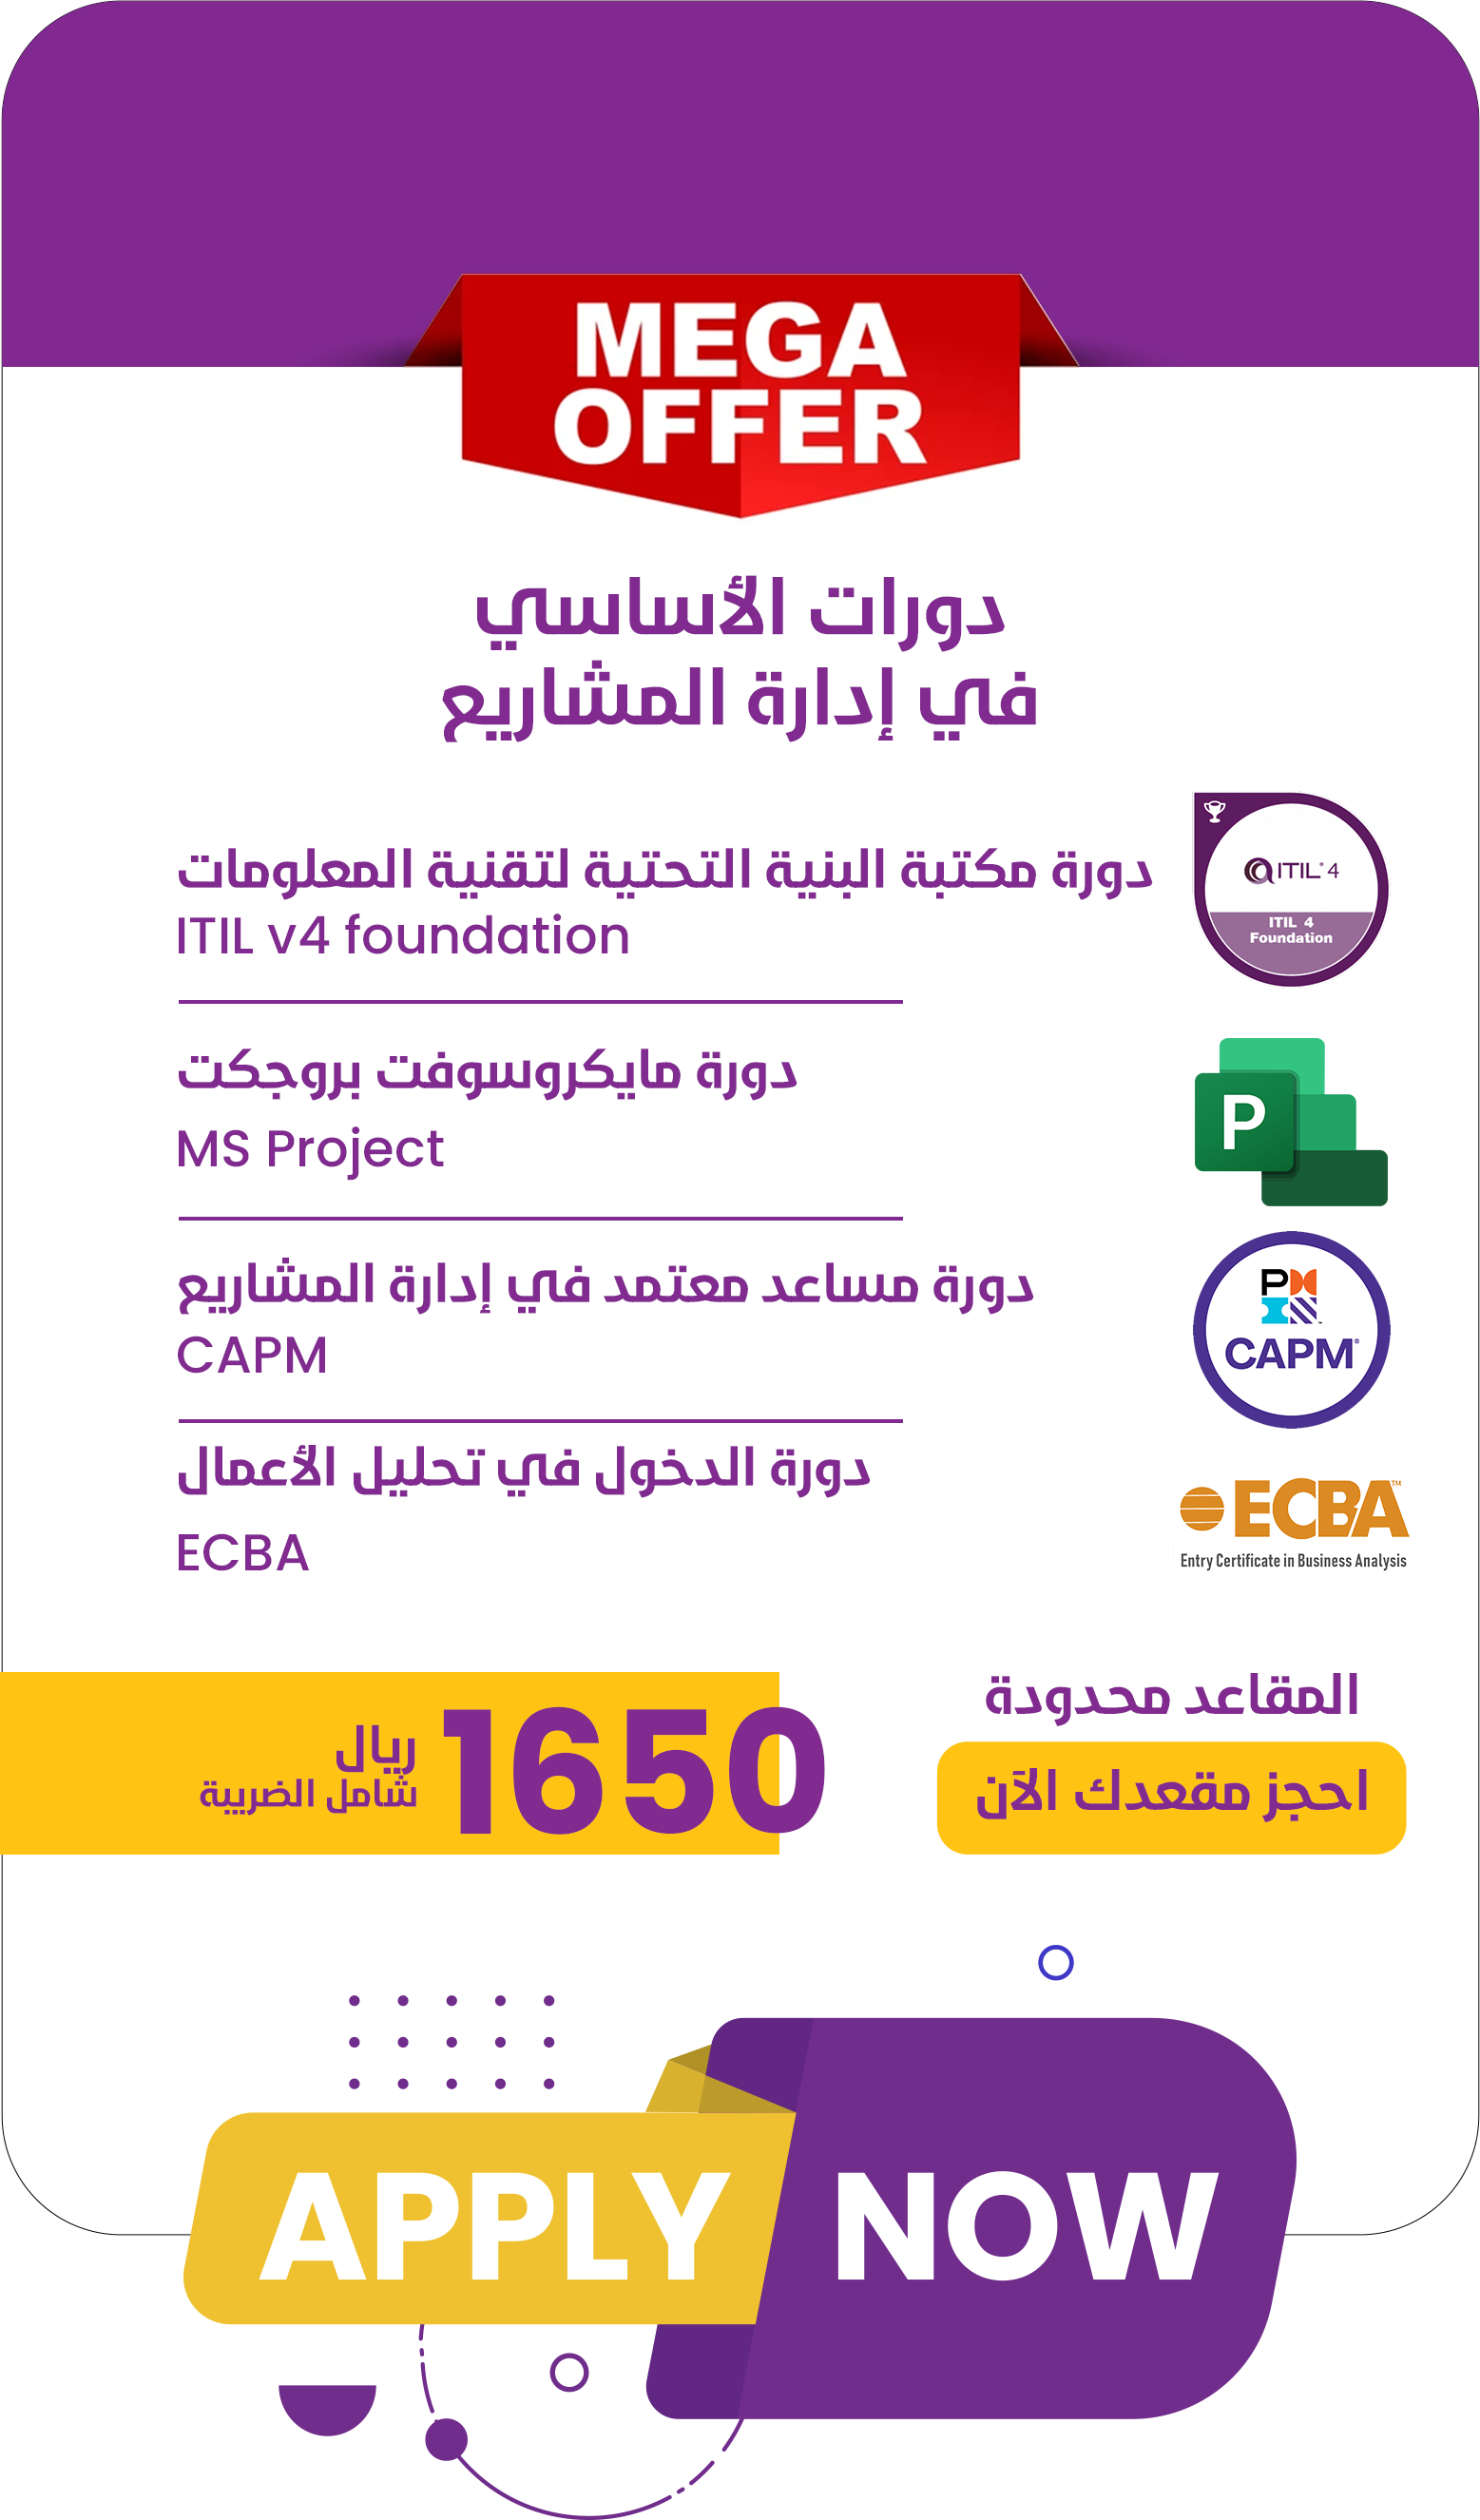 MEGA
OFFER
دورات الأساسي
في إدارة المشاريع
دورة مكتبة البنية التحتية لتقنية المعلومات
ITIL v4 foundation
ITIL® 4
ITIL 4
Foundation
دورة مايكروسوفت بروجكت
MS Project
P
دورة مساعد معتمد في إدارة المشاريع
CAPM
P
CAPM®
دورة الدخول في تحليل الأعمال
ECBA
ECBA™
Entry Certificate in Business Analysis
المقاعد محدودة
احجز مقعدك الآن
1650
ريال
شامل الضريبة
APPLY NOW